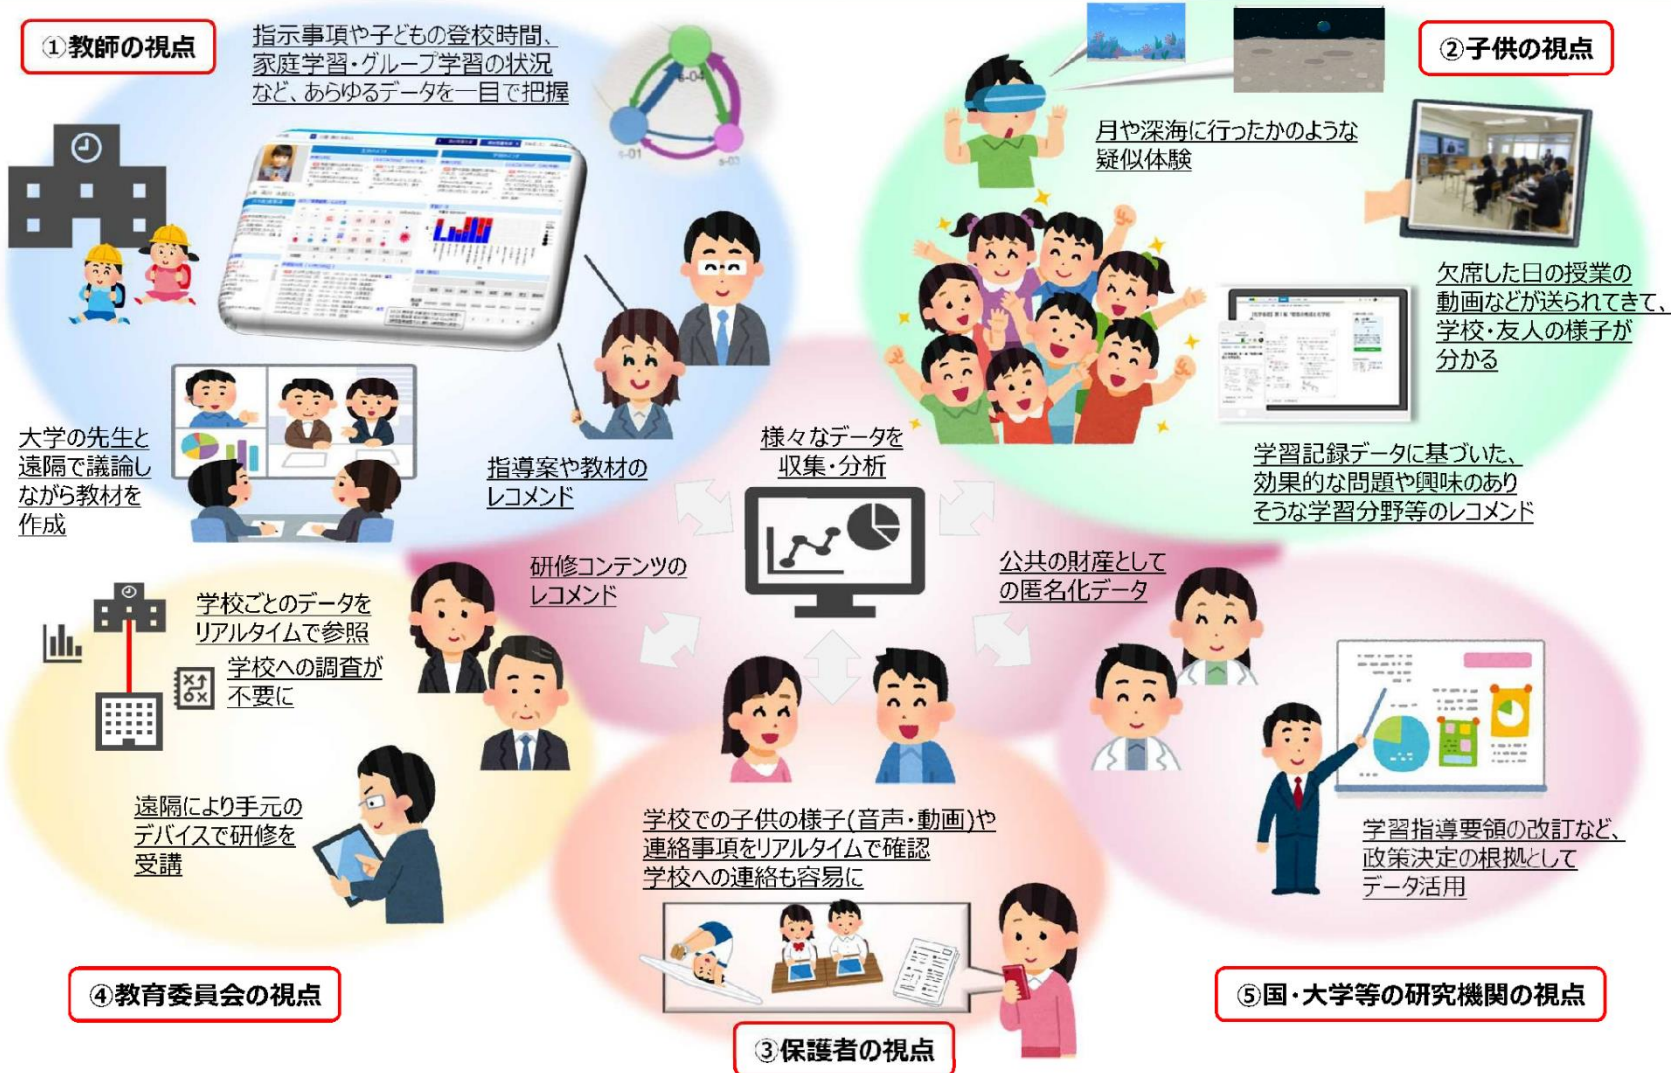 ①教師の視点
指示事項や子どもの登校時間、
家庭学習・グループ学習の状況
など、あらゆるデータを一目で把握
s-04
s-01
s-03
大学の先生と
遠隔で議論し
ながら教材を
作成
指導案や教材の
レコメンド
②子供の視点
月や深海に行ったかのような
疑似体験
欠席した日の授業の
動画などが送られてきて、
学校・友人の様子が
分かる
学習記録データに基づいた、
効果的な問題や興味のあり
そうな学習分野等のレコメンド
様々なデータを
収集・分析
研修コンテンツの
レコメンド
公共の財産として
の匿名化データ
学校ごとのデータを
リアルタイムで参照
学校への調査が
不要に
遠隔により手元の
デバイスで研修を
受講
④教育委員会の視点
学校での子供の様子(音声・動画)や
連絡事項をリアルタイムで確認
学校への連絡も容易に
③保護者の視点
学習指導要領の改訂など、
政策決定の根拠として
データ活用
⑤国・大学等の研究機関の視点